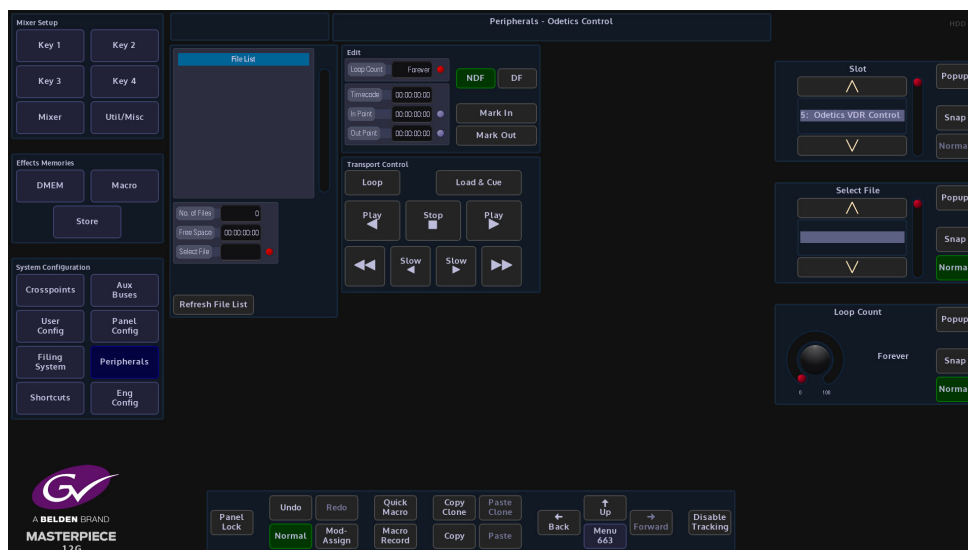 Mixer Setup
Key 1
Key 2
Key 3
Key 4
Mixer
Util/Misc
Effects Memories
DMEM
Macro
Store
System Configuration
Crosspoints
Aux
Buses
User
Config
Panel
Config
Filing
System
Peripherals
Shortcuts
Eng
Config
GV
A BELDEN BRAND
MASTERPIECE
12G
Peripherals - Odetics Control
HDD
File List
No. of Files 0
Free Space 00:00:00:00
Select File
Refresh File List
Edit
Loop Count Forever
NDF
DF
Timecode 00:00:00:00
In Point 00:00:00:00
Mark In
Out Point 00:00:00:00
Mark Out
Transport Control
Loop
Load & Cue
Play
Stop
Play
Slow
Slow
Slot
5: Odetics VDR Control
Popup
Snap
Normal
Select File
Popup
Snap
Normal
Loop Count
Forever
0 100
Popup
Snap
Normal
Panel
Lock
Undo
Redo
Normal
Mod-
Assign
Quick
Macro
Macro
Record
Copy
Clone
Paste
Clone
Copy
Paste
Back
Up
Menu
663
Forward
Disable
Tracking